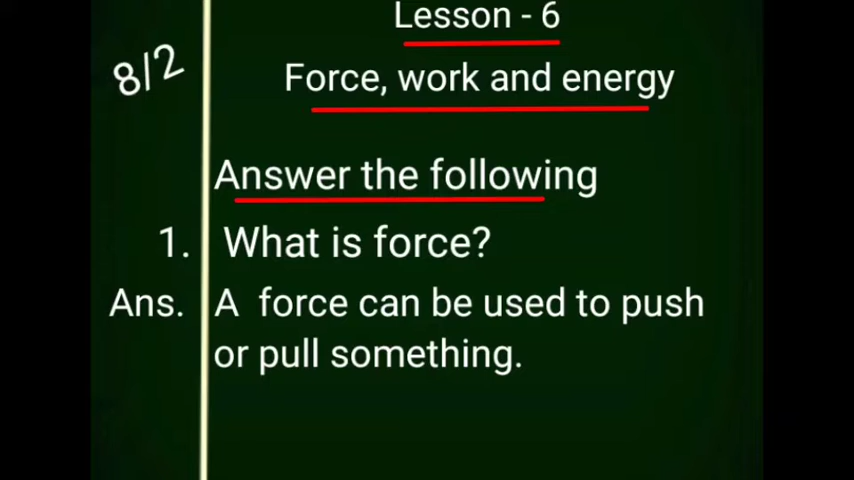 Lesson - 6
8/2
Force, work and energy
Answer the following
1. What is force?
Ans. A force can be used to push
or pull something.